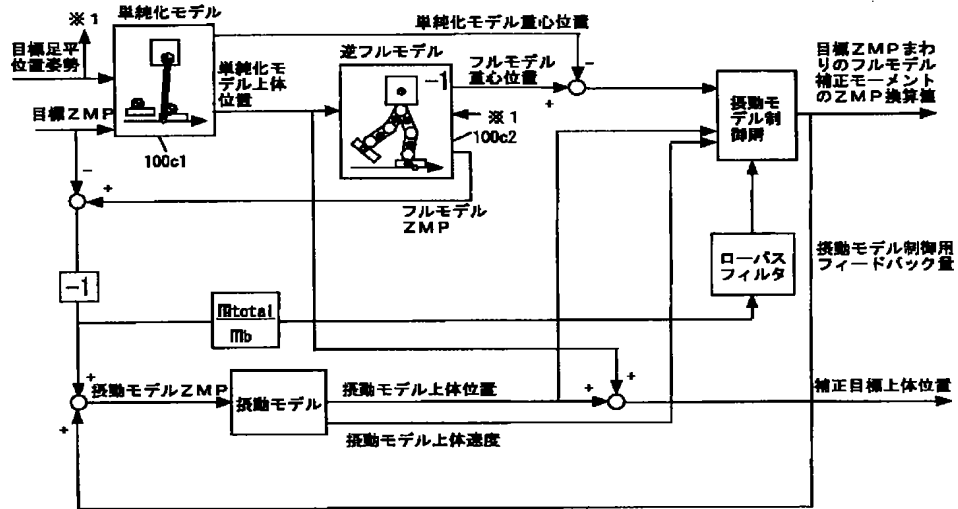 ※1
単純化モデル
単純化モデル重心位置
目標足平
位置姿勢
逆フルモデル
単純化モ
デル上体
位置
フルモデル
重心位置
目標ZMPまわ
りのフルモデル
補正モーメント
のZMP換算値
-1
-
+
※1
摂動モ
デル制
御則
目標ZMP
100c1
100c2
-
+
フルモデル
ZMP
ローパス
フィルタ
摂動モデル制御用
フィードバック量
-1
mtotal
mb
+
摂動モデルZMP
摂動モデル
摂動モデル上体位置
+
+
補正目標上体位置
+
摂動モデル上体速度